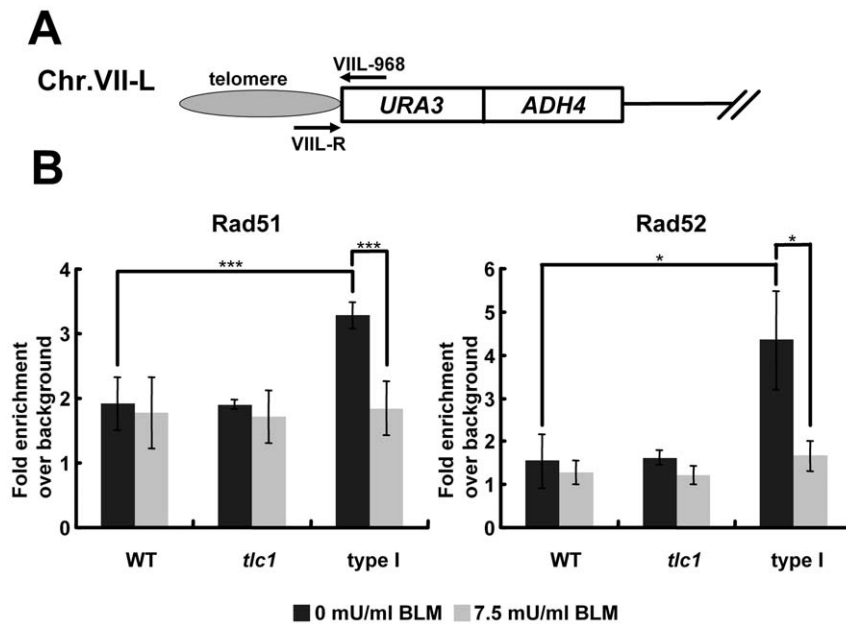 A
Chr.VII-L
telomere
VIIL-968
URA3
ADH4
VIIL-R
B
Rad51
Rad52
Fold enrichment
over background
4
3
2
1
0
***
***
WT
tlc1
type I
Fold enrichment
over background
6
5
4
3
2
1
0
*
*
WT
tlc1
type I
0 mU/ml BLM
7.5 mU/ml BLM